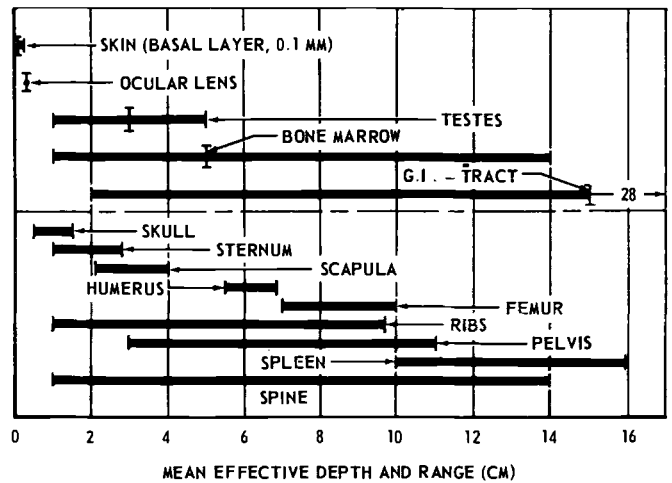 SKIN (BASAL LAYER, 0.1 MM)
OCULAR LENS
TESTES
BONE MARROW
G.I. - TRACT
28
SKULL
STERNUM
SCAPULA
HUMERUS
FEMUR
RIBS
PELVIS
SPLEEN
SPINE
0 2 4 6 8 10 12 14 16
MEAN EFFECTIVE DEPTH AND RANGE (CM)